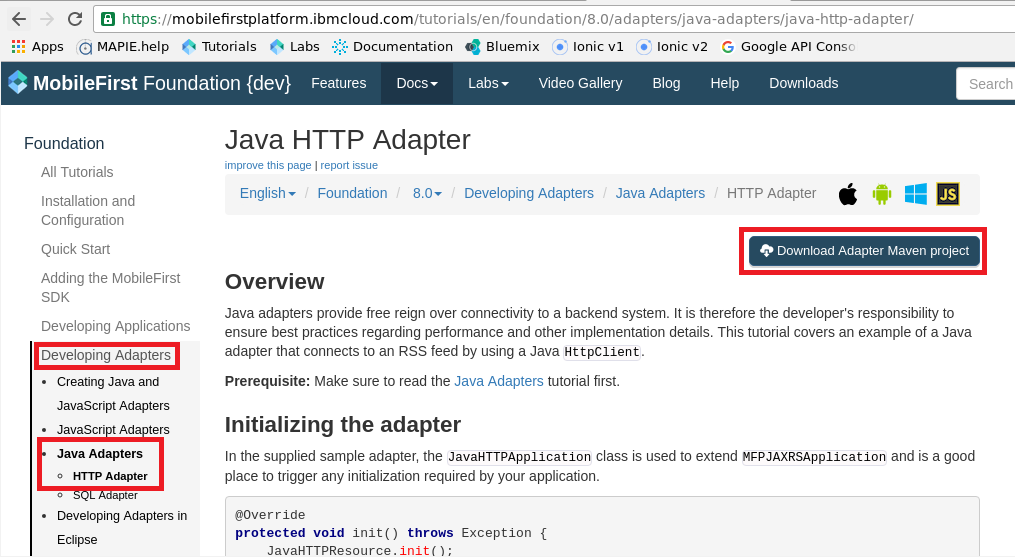 https://mobilefirstplatform.ibmcloud.com/tutorials/en/foundation/8.0/adapters/java-adapters/java-http-adapter/
Apps MAPIE.help Tutorials Labs Documentation Bluemix Ionic v1 Ionic v2 Google API Conso
MobileFirst Foundation {dev} Features Docs Labs Video Gallery Blog Help Downloads Search
Foundation
All Tutorials
Installation and
Configuration
Quick Start
Adding the MobileFirst
SDK
Developing Applications
Developing Adapters
• Creating Java and
JavaScript Adapters
• JavaScript Adapters
• Java Adapters
◦ HTTP Adapter
◦ SQL Adapter
• Developing Adapters in
Eclipse
Java HTTP Adapter
improve this page | report issue
English / Foundation / 8.0 / Developing Adapters / Java Adapters / HTTP Adapter JS
Download Adapter Maven project
Overview
Java adapters provide free reign over connectivity to a backend system. It is therefore the developer's responsibility to
ensure best practices regarding performance and other implementation details. This tutorial covers an example of a Java
adapter that connects to an RSS feed by using a Java HttpClient.
Prerequisite: Make sure to read the Java Adapters tutorial first.
Initializing the adapter
In the supplied sample adapter, the JavaHTTPApplication class is used to extend MFPJAXRSApplication and is a good
place to trigger any initialization required by your application.
@Override
protected void init() throws Exception {
JavaHTTPResource.init();